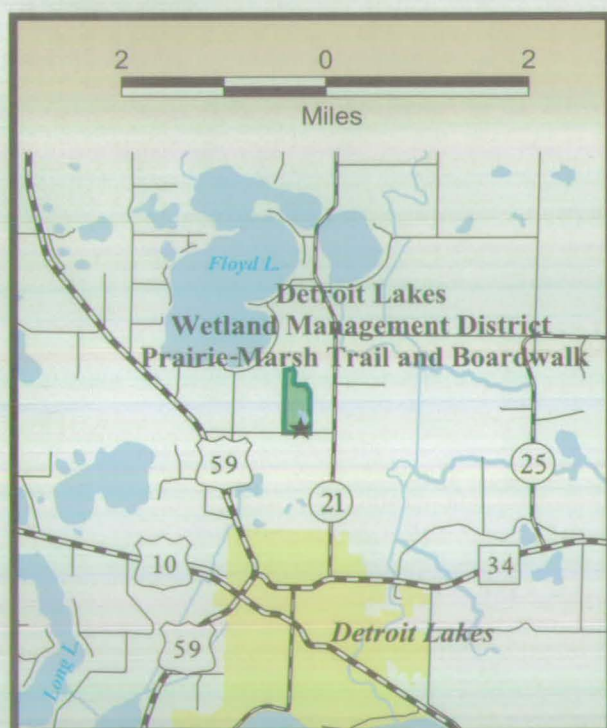 2 0 2
Miles
Floyd L.
Detroit Lakes
Wetland Management District
Prairie-Marsh Trail and Boardwalk
59
25
21
10
34
59
Detroit Lakes
Long L.